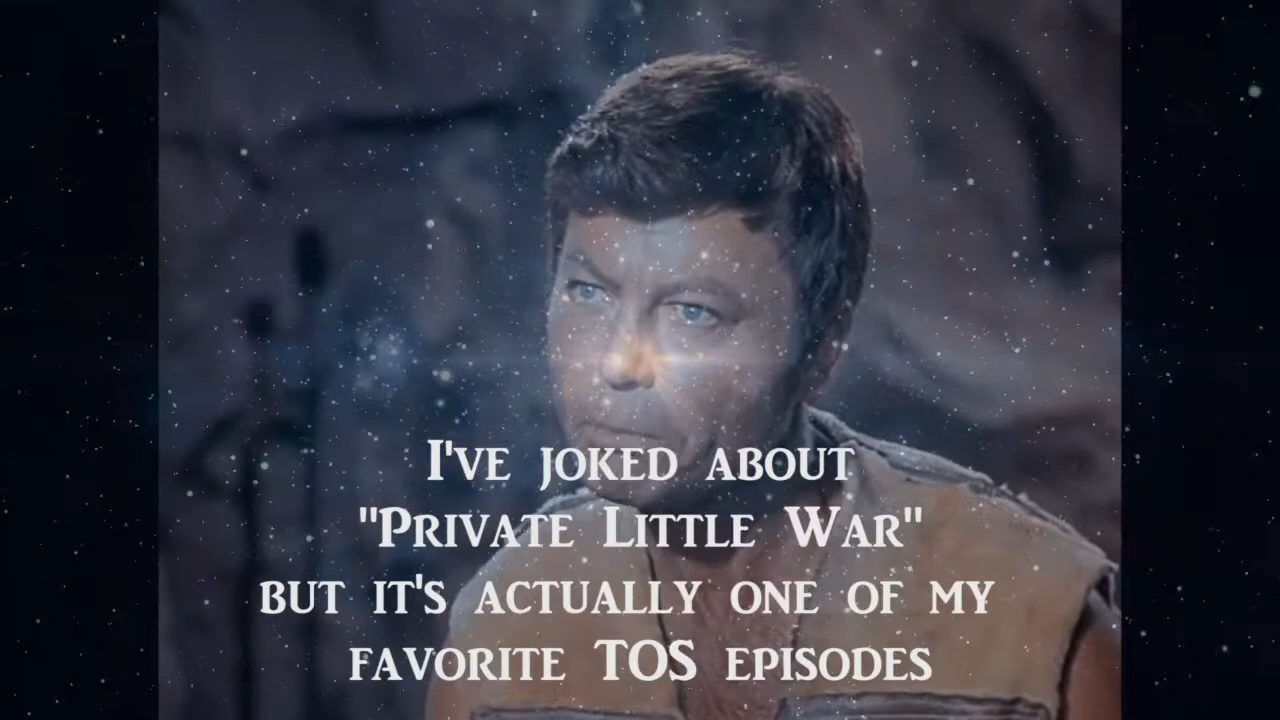 I've joked about
"Private Little War"
but it's actually one of my
favorite TOS episodes